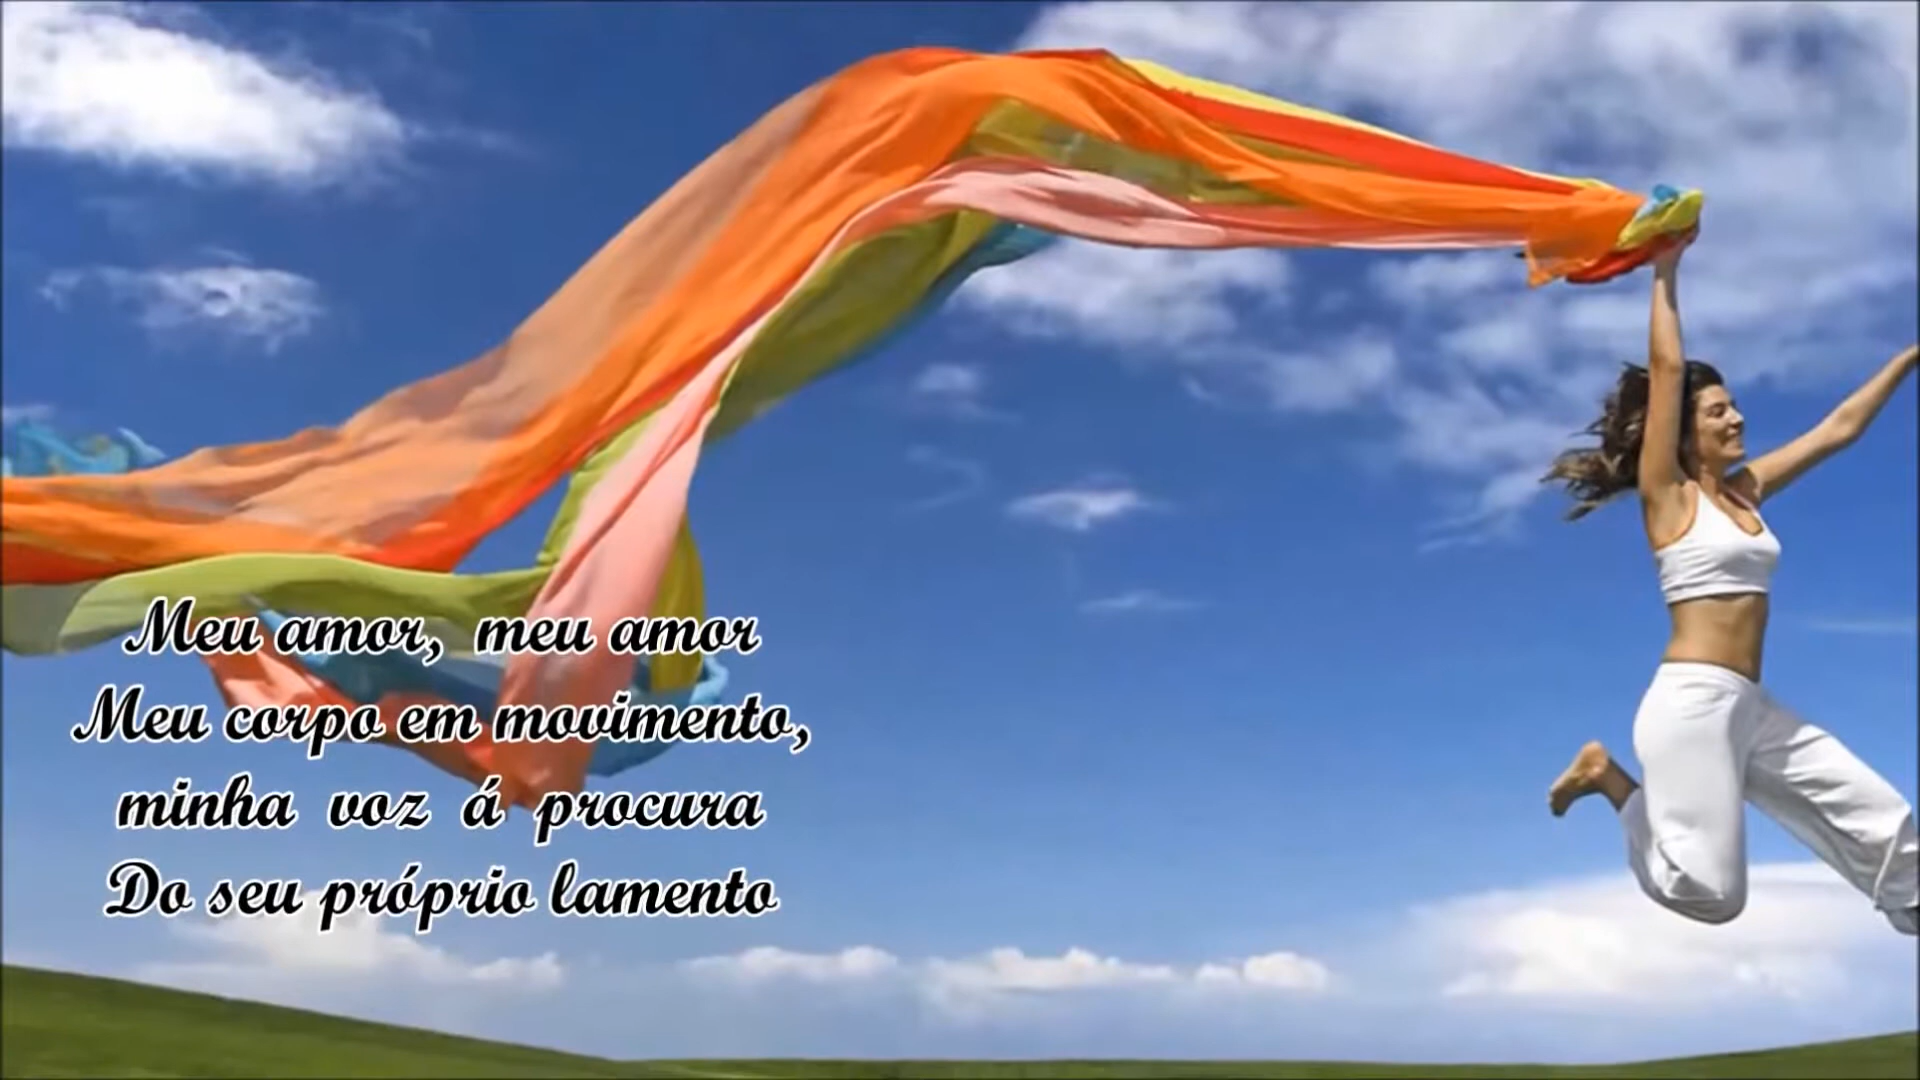 Meu amor, meu amor
Meu corpo em movimento,
minha voz á procura
Do seu próprio lamento